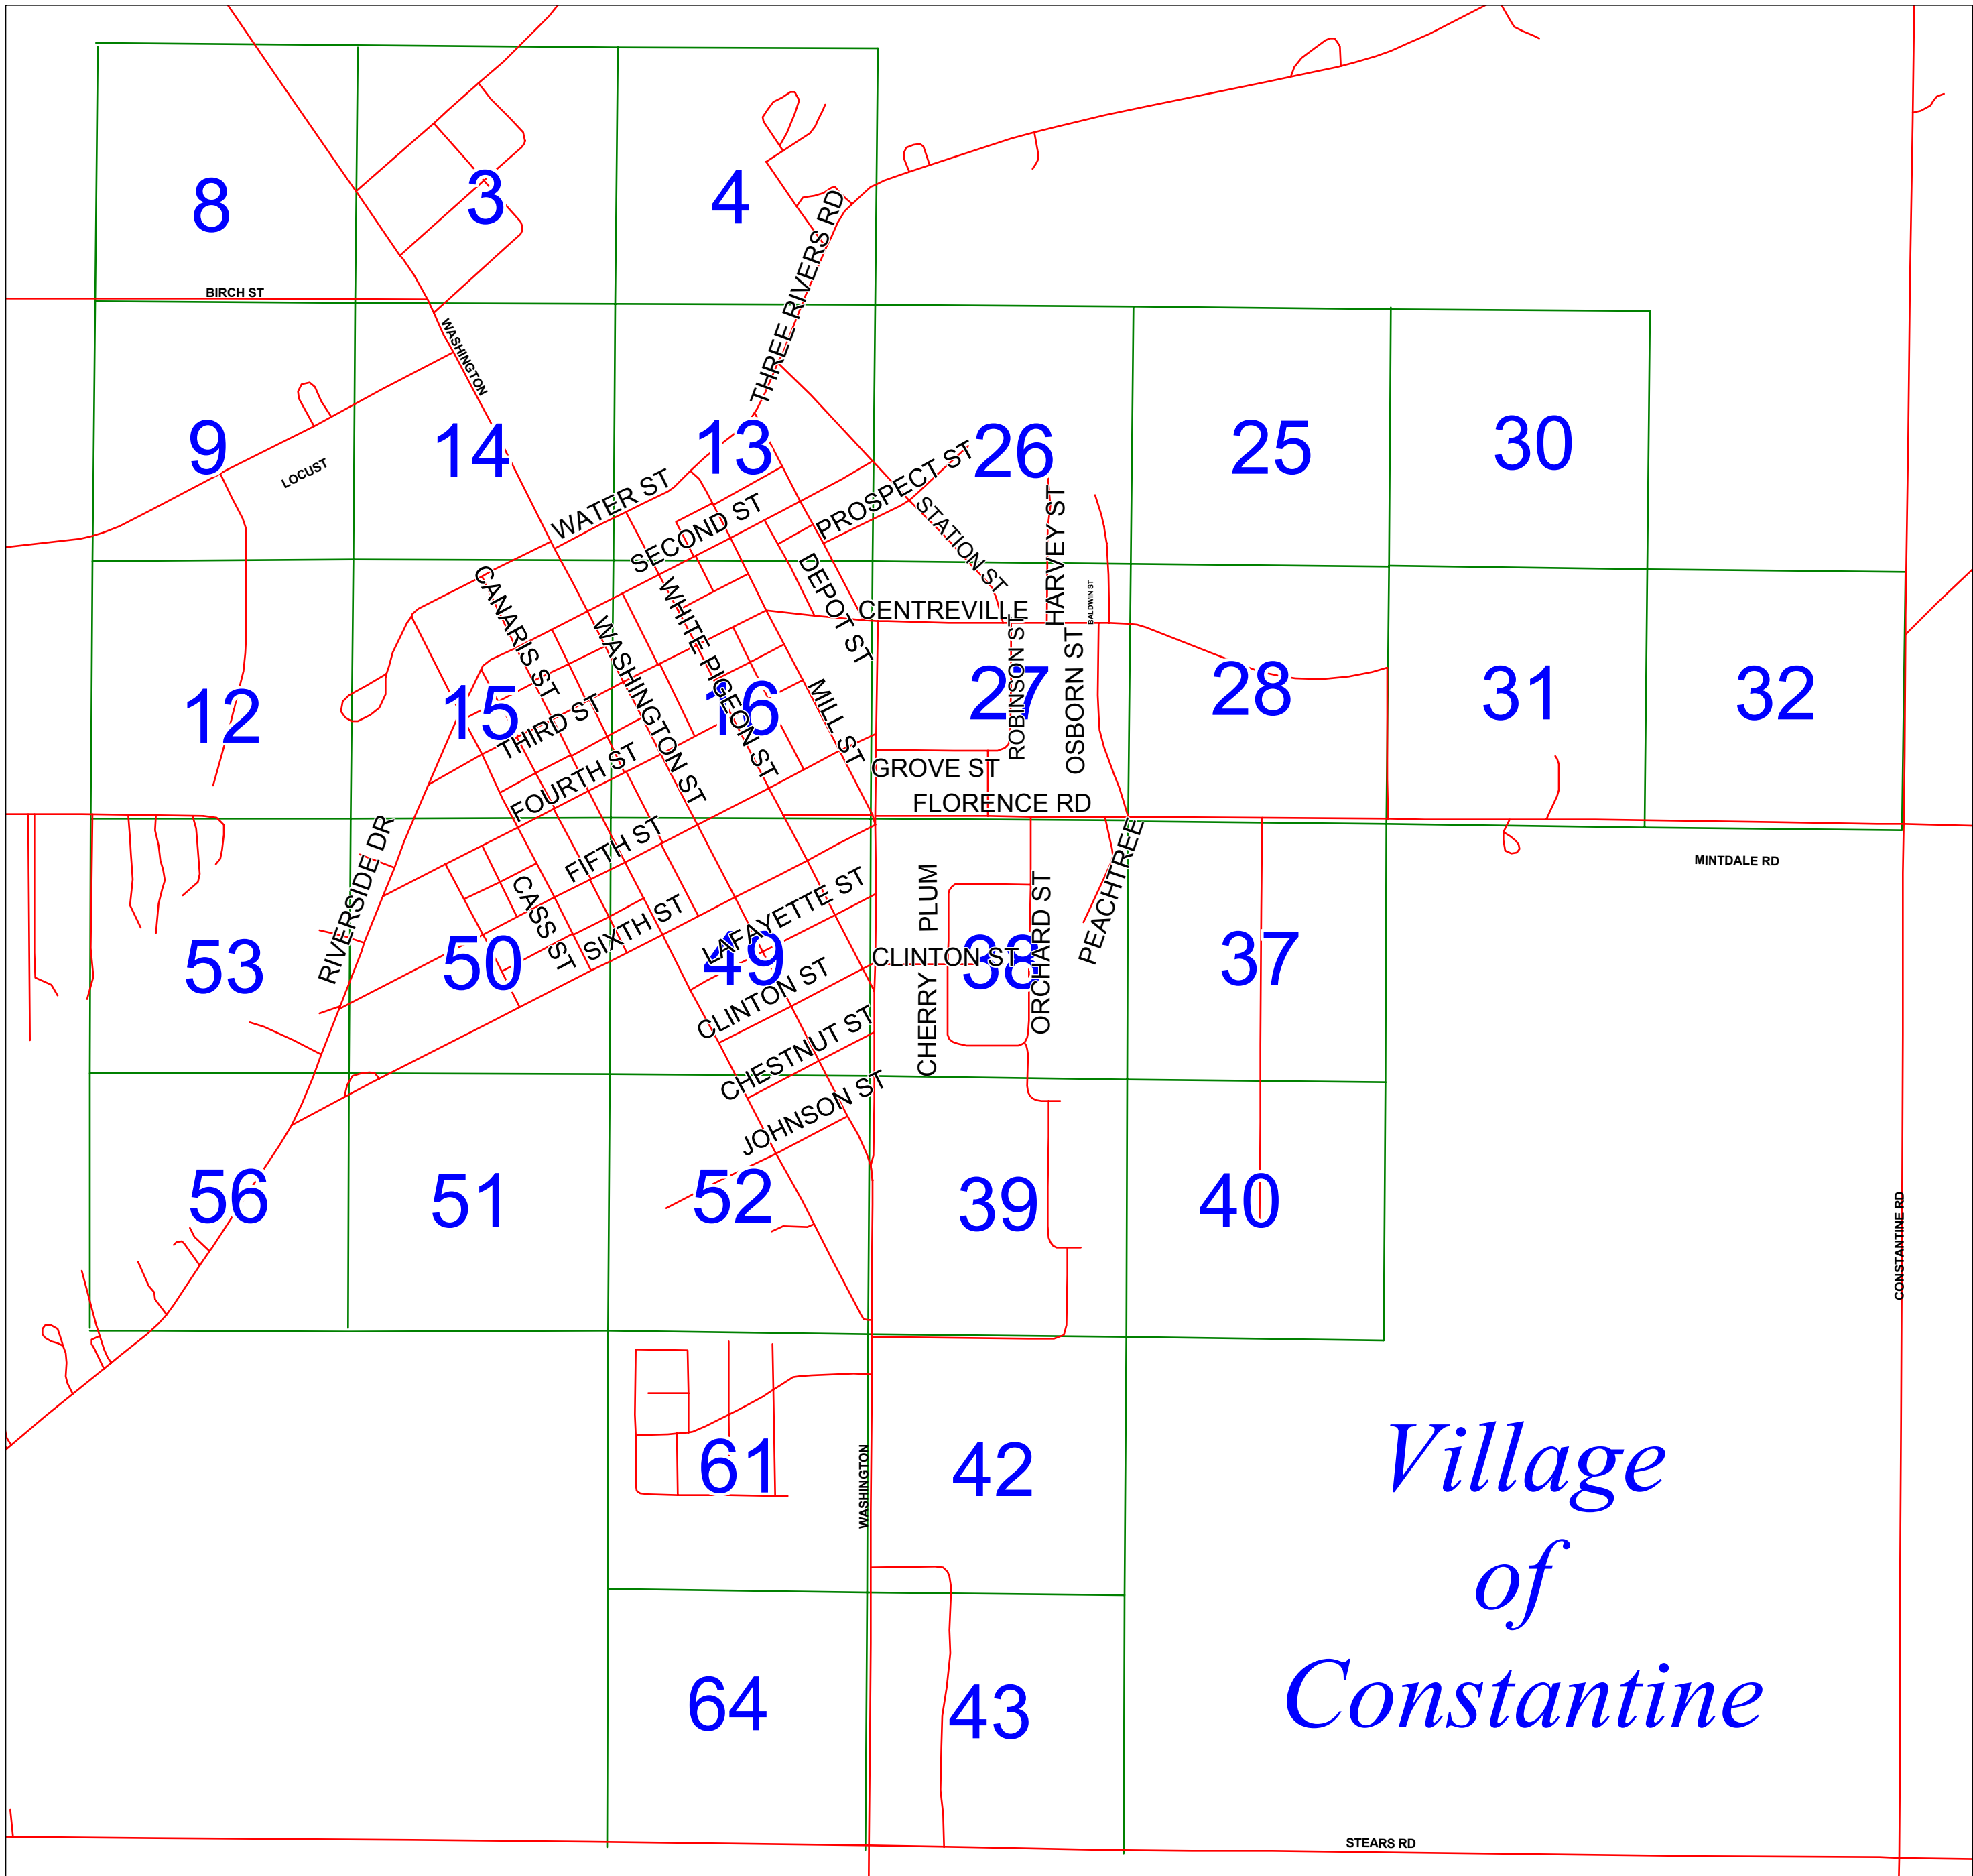 8
3
4
THREE RIVERS RD
BIRCH ST
WASHINGTON
9
LOCUST
14
13
26
25
30
WATER ST
SECOND ST
PROSPECT ST
STATION ST
HARVEY ST
BALDWIN ST
CANARIS ST
WASHINGTON ST
WHITE PIGEON ST
DEPOT ST
CENTREVILLE
ROBINSON ST
OSBORN ST
12
15
16
27
28
31
32
THIRD ST
MILL ST
FOURTH ST
GROVE ST
FLORENCE RD
RIVERSIDE DR
FIFTH ST
PEACHTREE
MINTDALE RD
CASS ST
SIXTH ST
LAFAYETTE ST
PLUM
ORCHARD ST
53
50
49
CLINTON ST
38
37
CLINTON ST
CHERRY
CHESTNUT ST
JOHNSON ST
56
51
52
39
40
CONSTANTINE RD
61
WASHINGTON
42
Village
of
Constantine
64
43
STEARS RD